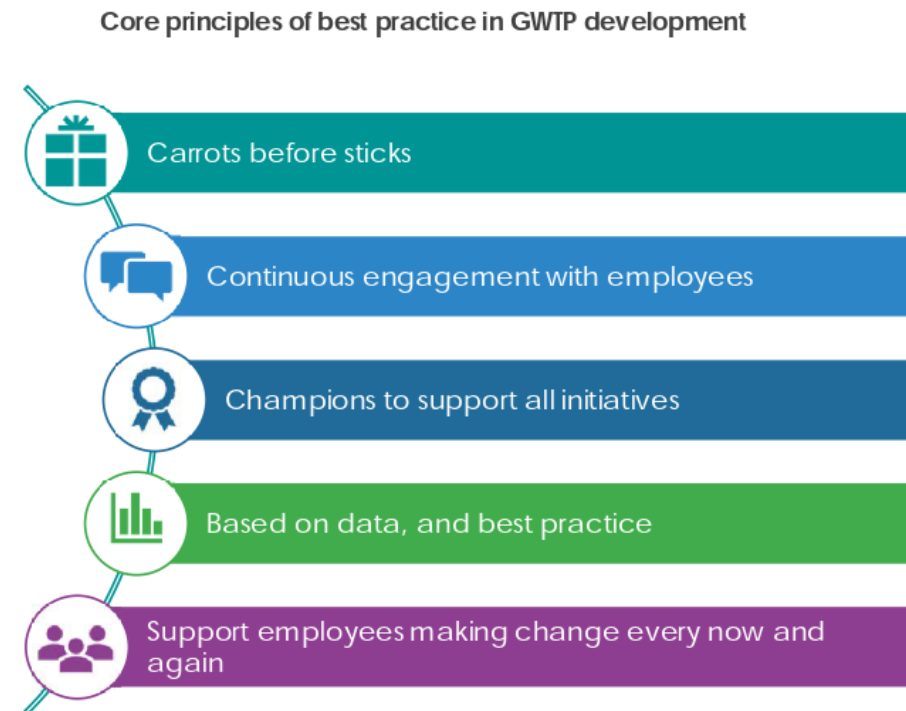 Core principles of best practice in GWTP development
Carrots before sticks
Continuous engagement with employees
Champions to support all initiatives
Based on data, and best practice
Support employees making change every now and
again